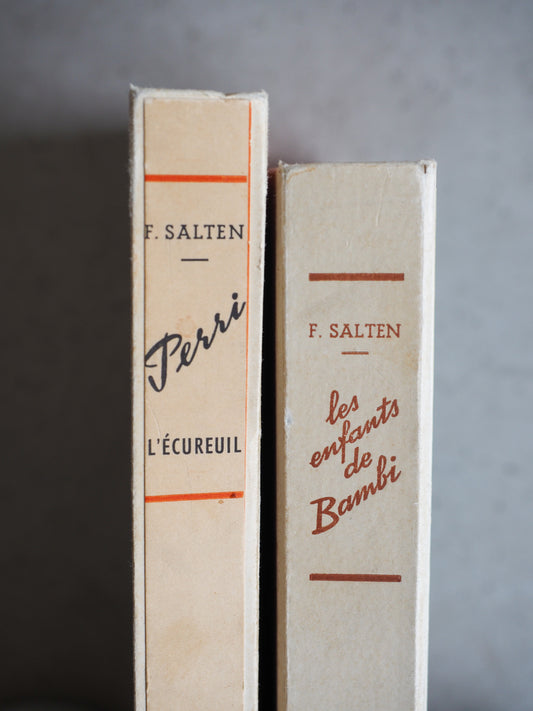 F. SALTEN
Perri
L'ÉCUREUIL
F. SALTEN
les
enfants
de
Bambi